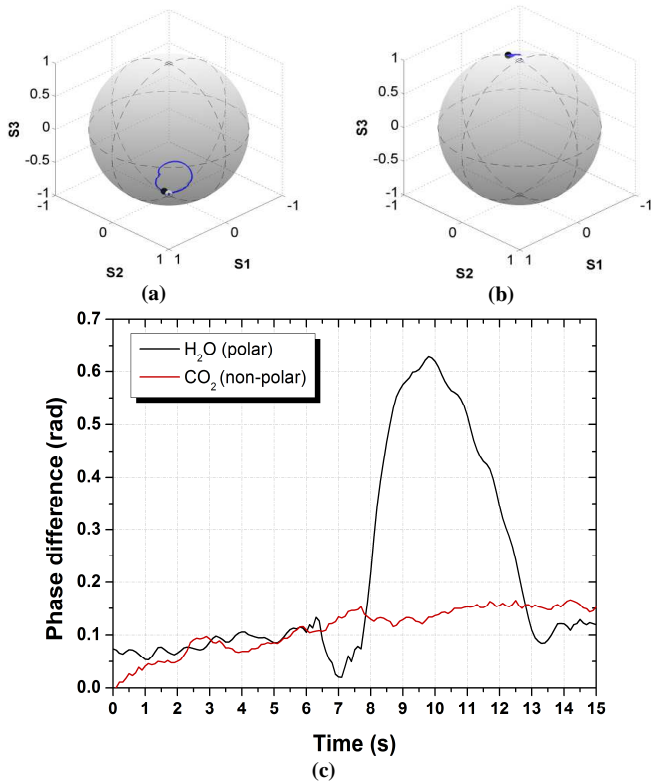 1
0.5
0
-0.5
-1
-1
0
1
1
0
-1
S3
S2
S1
(a)
1
0.5
0
-0.5
-1
-1
0
1
1
0
-1
S3
S2
S1
(b)
0.7
0.6
0.5
0.4
0.3
0.2
0.1
0.0
Phase difference (rad)
H₂O (polar)
CO₂ (non-polar)
0 1 2 3 4 5 6 7 8 9 10 11 12 13 14 15
Time (s)
(c)